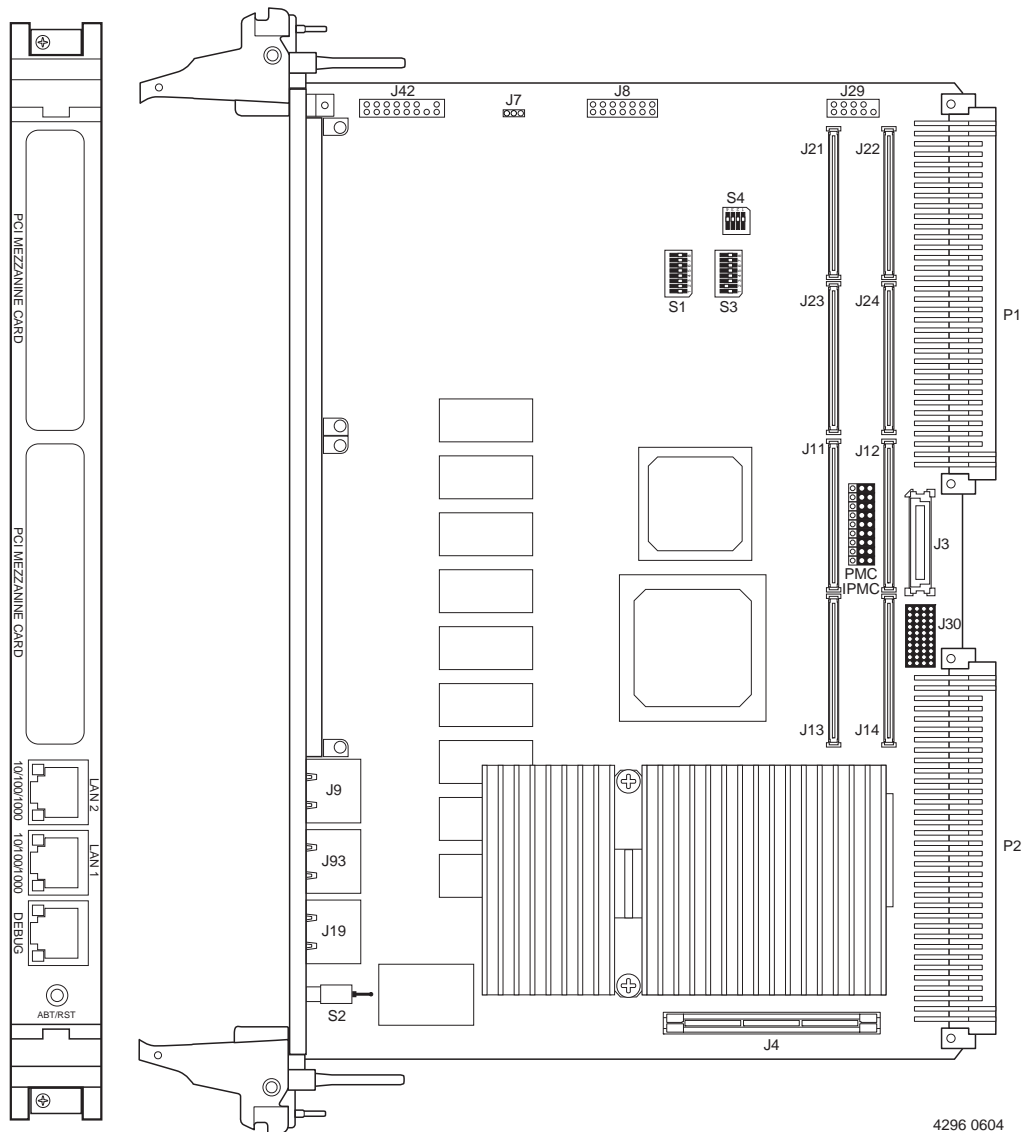 J42
J7
J8
J29
J21
J22
S4
S1
S3
J23
J24
P1
PCI MEZZANINE CARD
J11
J12
J3
PMC
IPMC
J30
PCI MEZZANINE CARD
J13
J14
10/100/1000
LAN 2
J9
10/100/1000
LAN 1
J93
P2
DEBUG
J19
ABT/RST
S2
J4
4296 0604